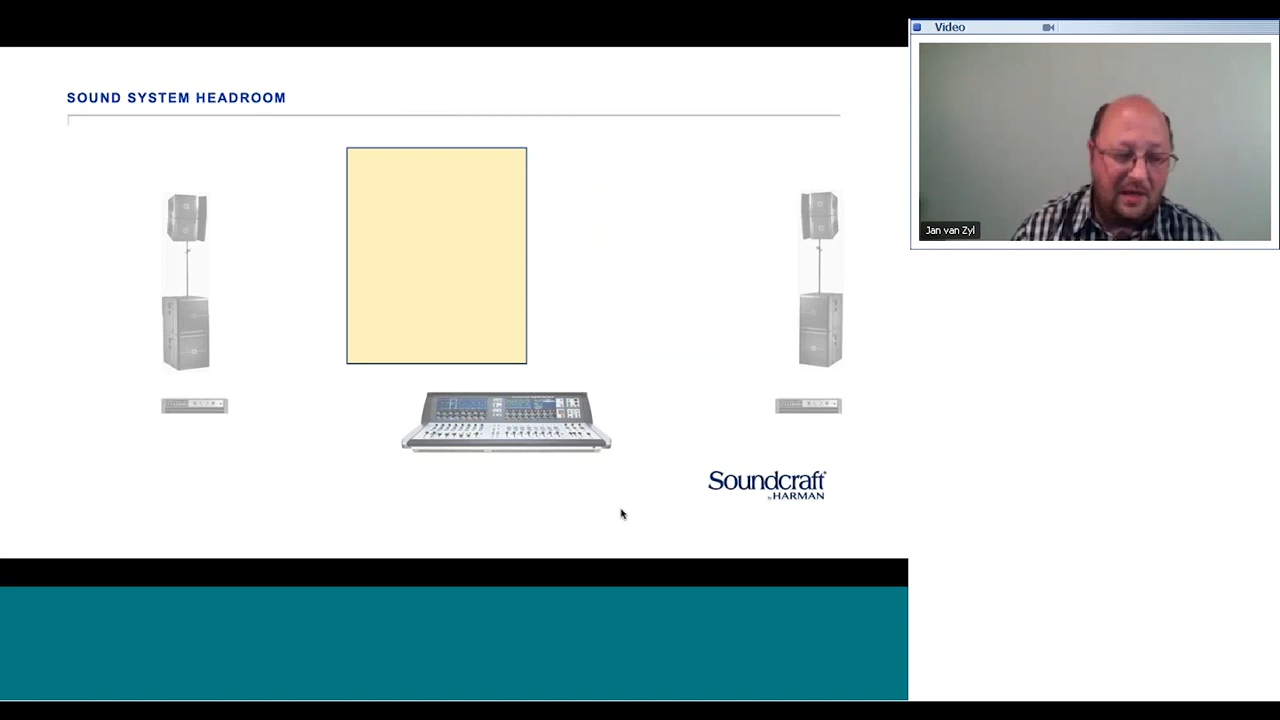 Video
SOUND SYSTEM HEADROOM
Jan van Zyl
Soundcraft
by HARMAN